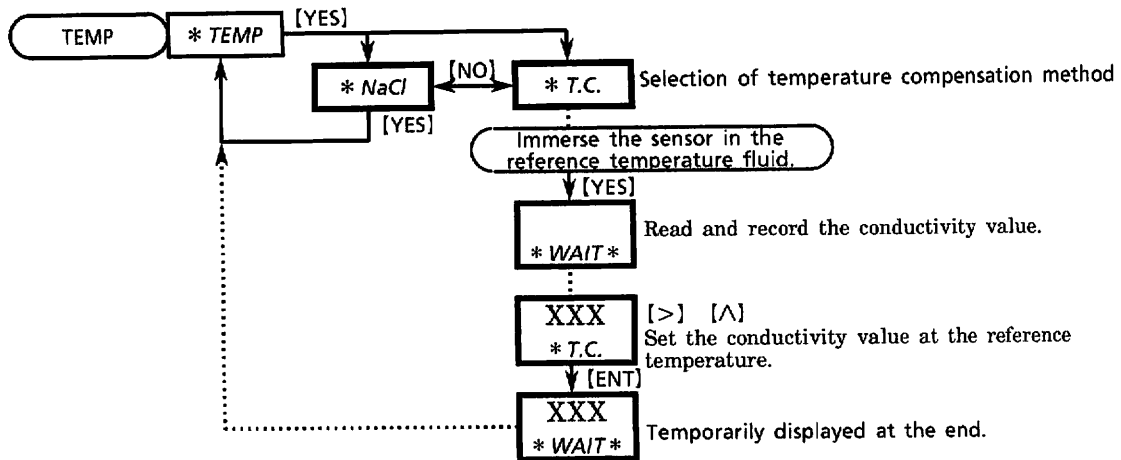 TEMP
* TEMP
[YES]
* NaCl
[NO]
* T.C.
Selection of temperature compensation method
[YES]
Immerse the sensor in the
reference temperature fluid.
[YES]
Read and record the conductivity value.
* WAIT *
XXX
* T.C.
[>] [∧]
Set the conductivity value at the reference
temperature.
[ENT]
XXX
* WAIT *
Temporarily displayed at the end.